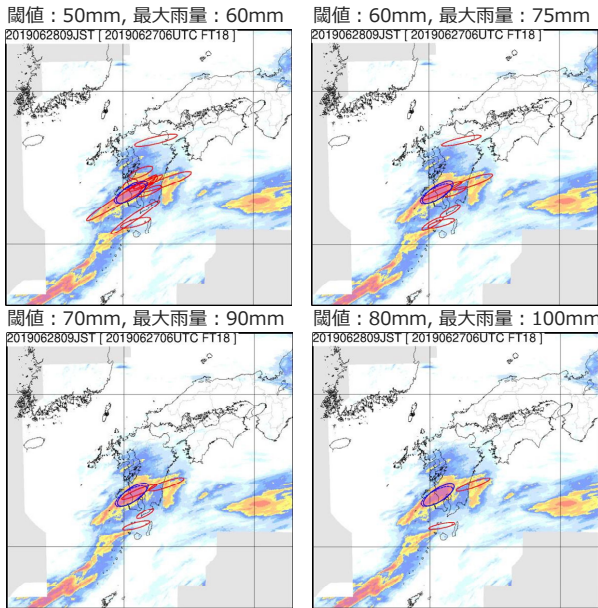 閾値：50mm, 最大雨量：60mm
2019062809JST [ 2019062706UTC FT18 ]
閾値：60mm, 最大雨量：75mm
2019062809JST [ 2019062706UTC FT18 ]
閾値：70mm, 最大雨量：90mm
2019062809JST [ 2019062706UTC FT18 ]
閾値：80mm, 最大雨量：100mm
2019062809JST [ 2019062706UTC FT18 ]